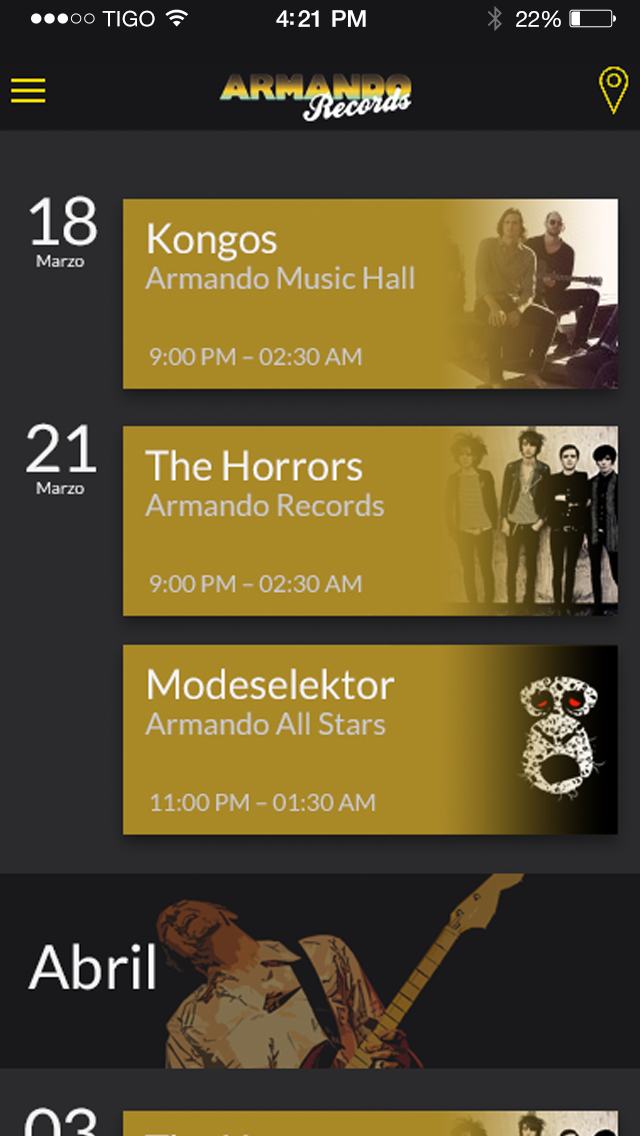 TIGO 4:21 PM 22%
ARMANDO
Records
18
Marzo
Kongos
Armando Music Hall
9:00 PM – 02:30 AM
21
Marzo
The Horrors
Armando Records
9:00 PM – 02:30 AM
Modeselektor
Armando All Stars
11:00 PM – 01:30 AM
Abril
03